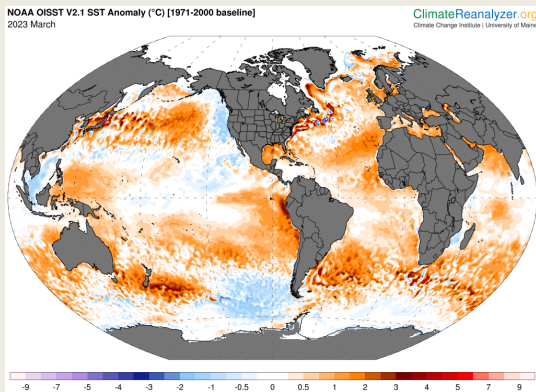 NOAA OISST V2.1 SST Anomaly (°C) [1971-2000 baseline]
2023 March
ClimateReanalyzer.org
Climate Change Institute | University of Maine
-9 -7 -5 -4 -3 -2 -1 -0.5 0 0.5 1 2 3 4 5 7 9